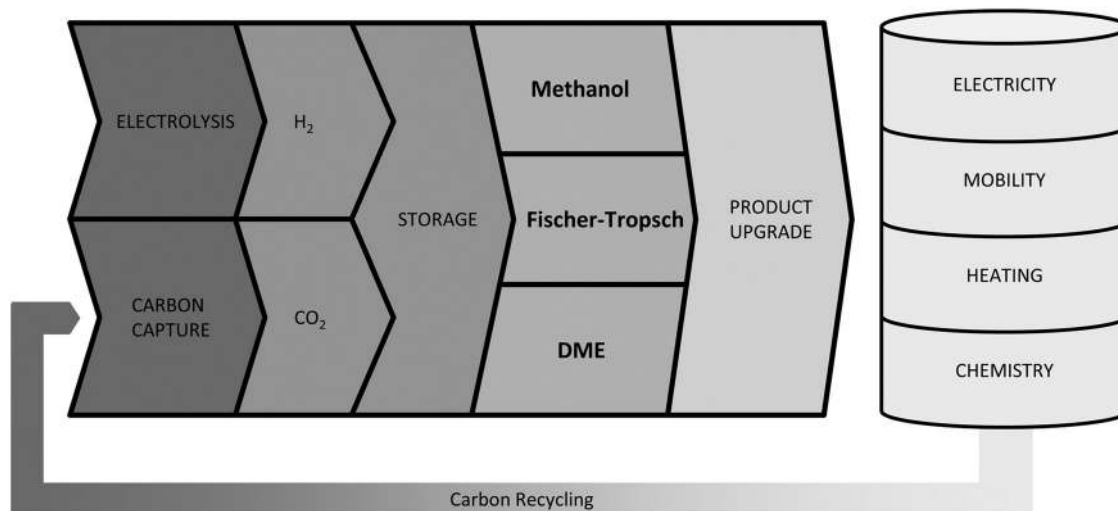 ELECTROLYSIS
H₂
CARBON
CAPTURE
CO₂
STORAGE
Methanol
Fischer-Tropsch
DME
PRODUCT
UPGRADE
ELECTRICITY
MOBILITY
HEATING
CHEMISTRY
Carbon Recycling